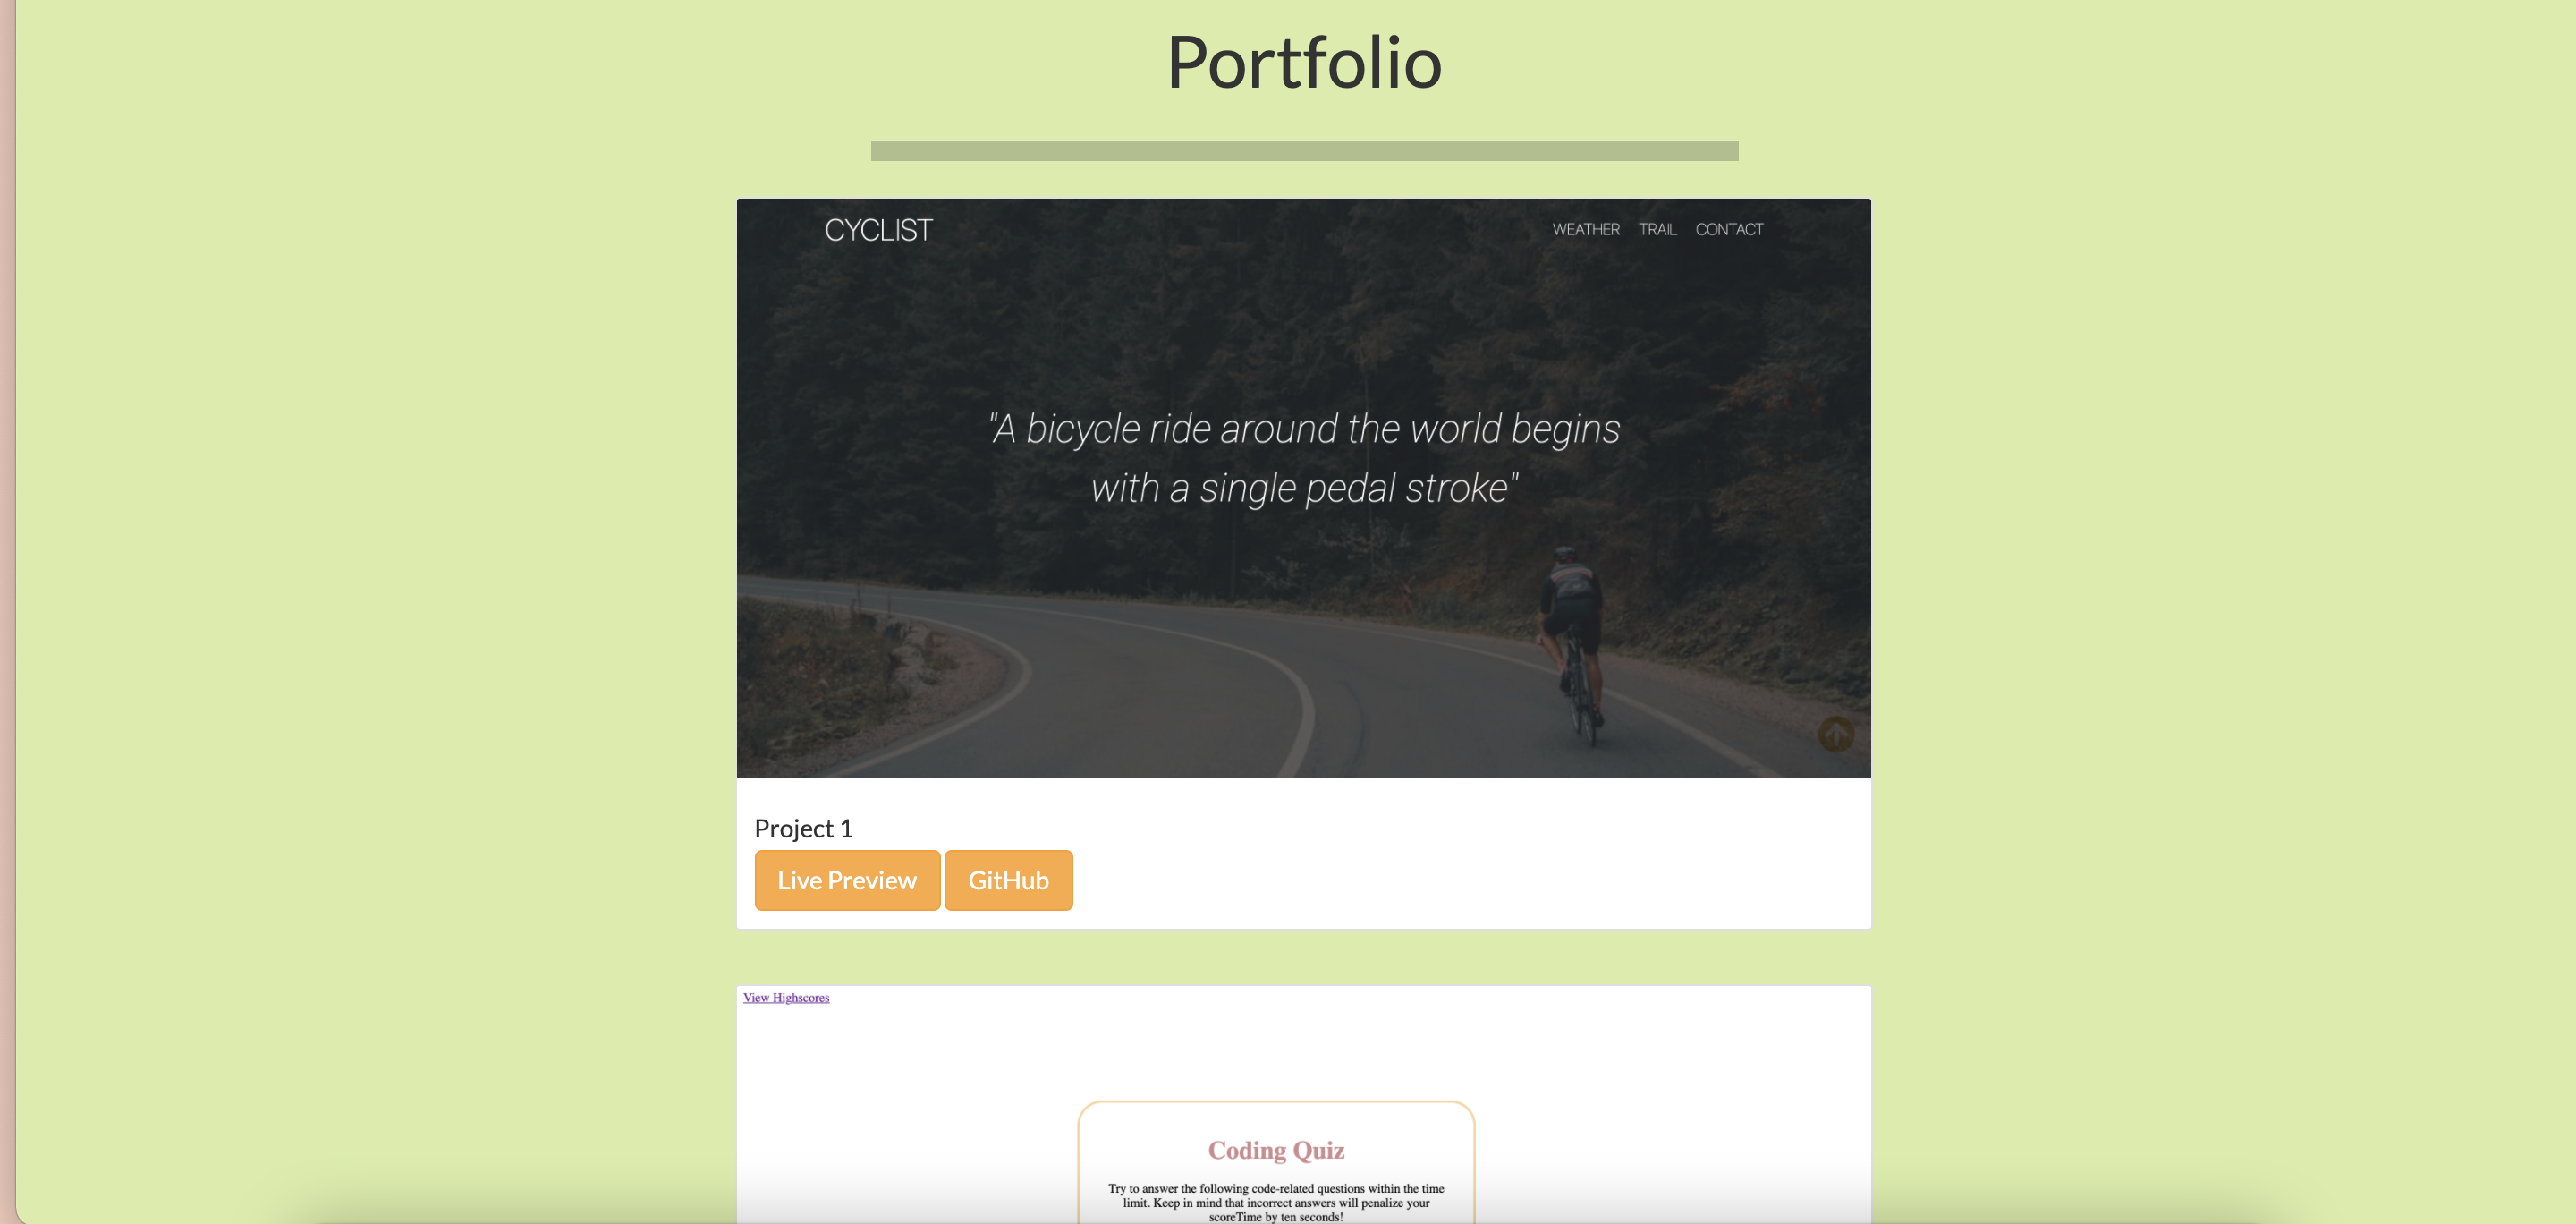 Portfolio
CYCLIST
WEATHER TRAIL CONTACT
"A bicycle ride around the world begins
with a single pedal stroke"
Project 1
Live Preview GitHub
View Highscores
Coding Quiz
Try to answer the following code-related questions within the time
limit. Keep in mind that incorrect answers will penalize your
scoreTime by ten seconds!